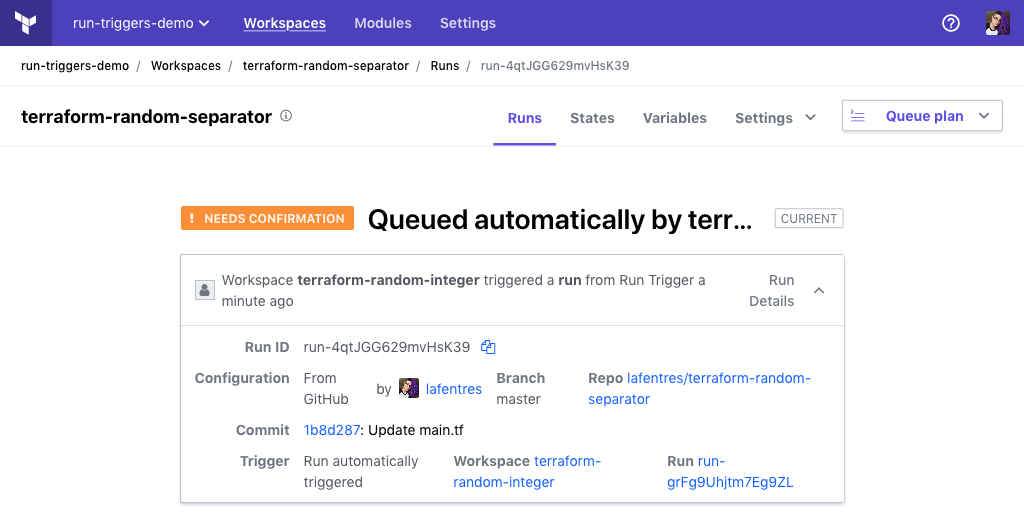 run-triggers-demo Workspaces Modules Settings
run-triggers-demo / Workspaces / terraform-random-separator / Runs / run-4qtJGG629mvHsK39
terraform-random-separator Runs States Variables Settings Queue plan
! NEEDS CONFIRMATION Queued automatically by terr... CURRENT
Workspace terraform-random-integer triggered a run from Run Trigger a
minute ago
Run
Details
Run ID run-4qtJGG629mvHsK39
Configuration From
GitHub
by lafentres
Branch
master
Repo lafentres/terraform-random-
separator
Commit 1b8d287: Update main.tf
Trigger Run automatically
triggered
Workspace terraform-
random-integer
Run run-
grFg9Uhjtm7Eg9ZL